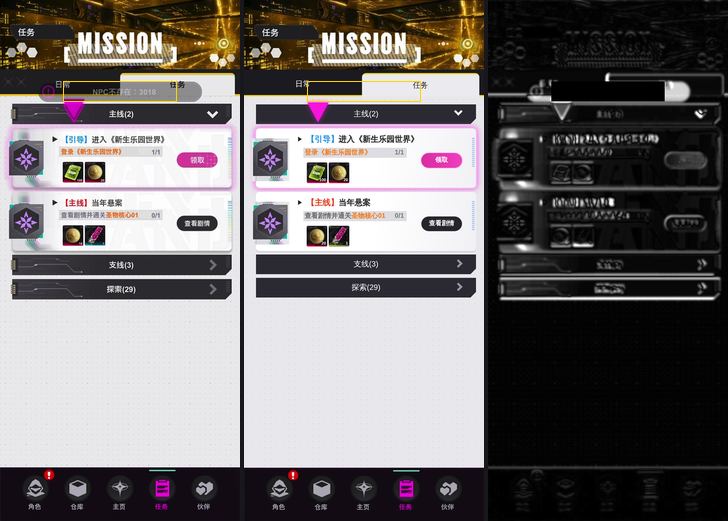 任务
MISSION
日常
任务
NPC不存在：3018
主线(2)
【引导】进入《新生乐园世界》
登录《新生乐园世界》 1/1
领取
【主线】当年悬案
查看剧情并通关圣物核心01 0/1
查看剧情
支线(3)
探索(29)
角色
仓库
主页
任务
伙伴
任务
MISSION
日常
任务
主线(2)
【引导】进入《新生乐园世界》
登录《新生乐园世界》 1/1
领取
【主线】当年悬案
查看剧情并通关圣物核心01 0/1
查看剧情
支线(3)
探索(29)
角色
仓库
主页
任务
伙伴
MISSION